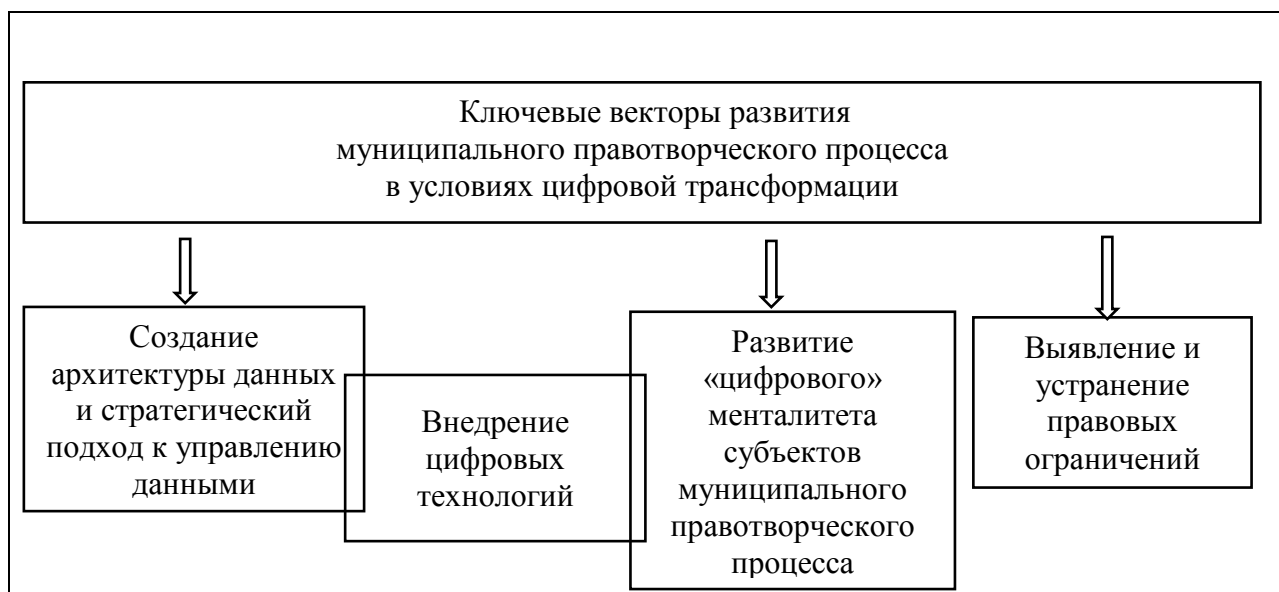 Ключевые векторы развития
муниципального правотворческого процесса
в условиях цифровой трансформации
Создание
архитектуры данных
и стратегический
подход к управлению
данными
Внедрение
цифровых
технологий
Развитие
«цифрового»
менталитета
субъектов
муниципального
правотворческого
процесса
Выявление и
устранение
правовых
ограничений